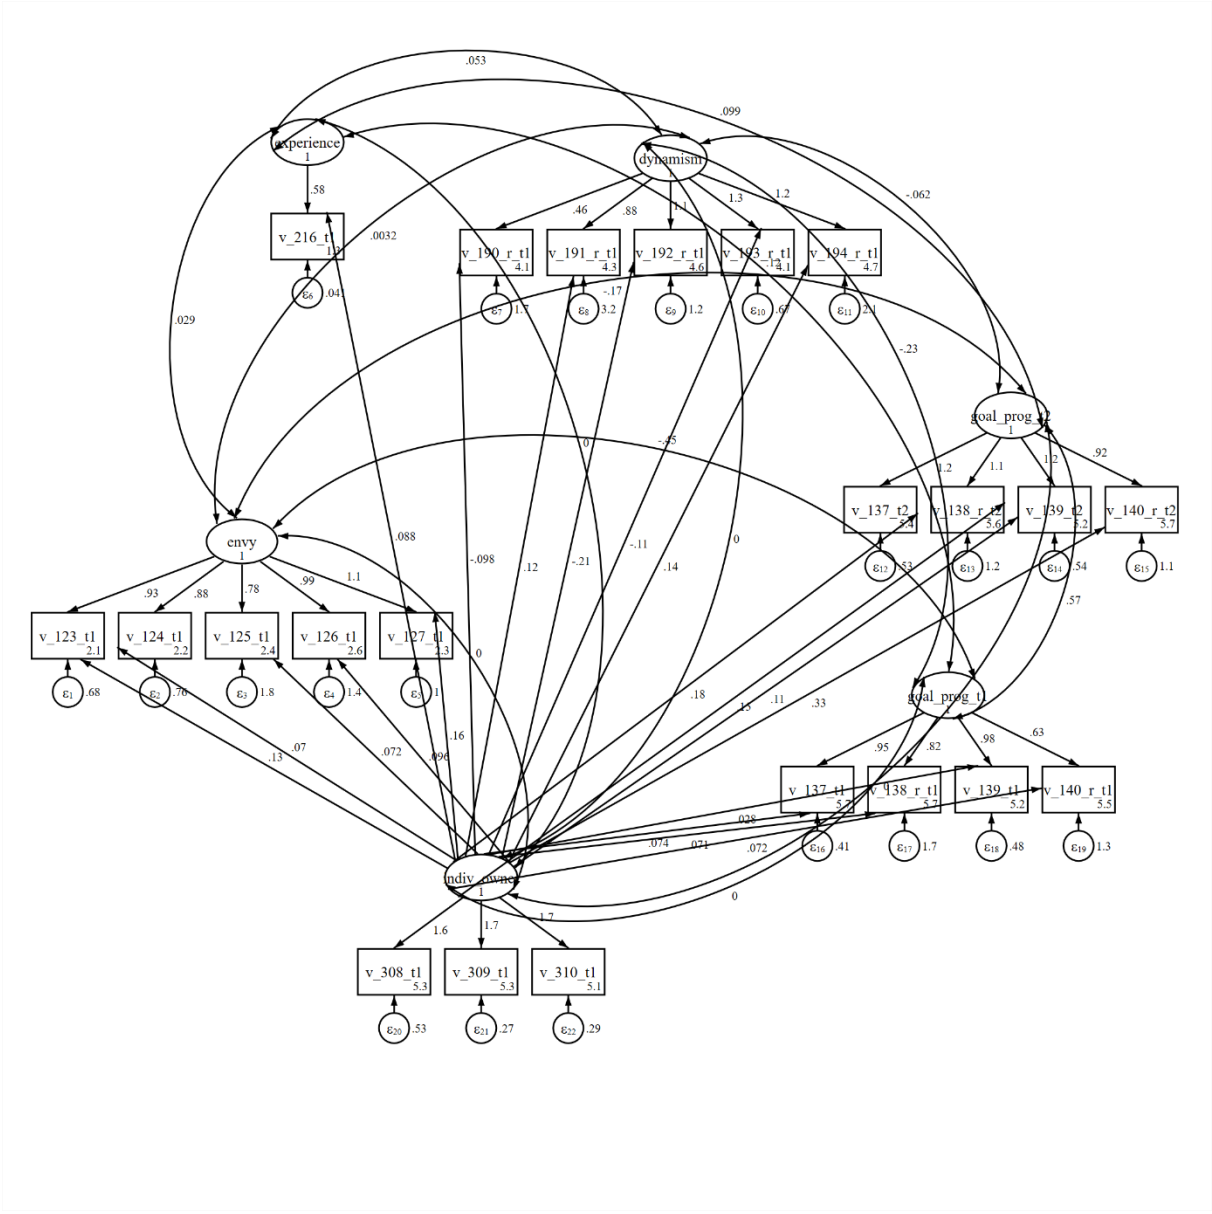 .053
.099
experience
1
dynamism
1
.58
-.062
.46
.88
1.1
1.3
1.2
v_216_t1
1.3
.0032
v_190_r_t1
4.1
v_191_r_t1
4.3
v_192_r_t1
4.6
v_193_r_t1
4.1
.12
v_194_r_t1
4.7
ε6
.041
-.17
ε7
1.7
ε8
3.2
ε9
1.2
ε10
.67
ε11
2.1
.029
-.23
goal_prog_t2
1
0
-.45
1.2
1.1
1.2
.92
v_137_t2
5.4
v_138_r_t2
5.6
v_139_t2
5.2
v_140_r_t2
5.7
envy
1
.088
-.098
.12
-.21
-.11
.14
0
ε12
.53
ε13
1.2
ε14
.54
ε15
1.1
.93
.88
.78
.99
1.1
.57
v_123_t1
2.1
v_124_t1
2.2
v_125_t1
2.4
v_126_t1
2.6
v_127_t1
2.3
0
ε1
.68
ε2
.76
ε3
1.8
ε4
1.4
ε5
1
.18
.15
.11
.33
goal_prog_t1
1
.13
.07
.072
.096
.16
.95
.82
.98
.63
v_137_t1
5.7
v_138_r_t1
5.7
v_139_t1
5.2
v_140_r_t1
5.5
0
.074
.071
.028
.072
ε16
.41
ε17
1.7
ε18
.48
ε19
1.3
1
0
1.6
1.7
1.7
v_308_t1
5.3
v_309_t1
5.3
v_310_t1
5.1
ε20
.53
ε21
.27
ε22
.29